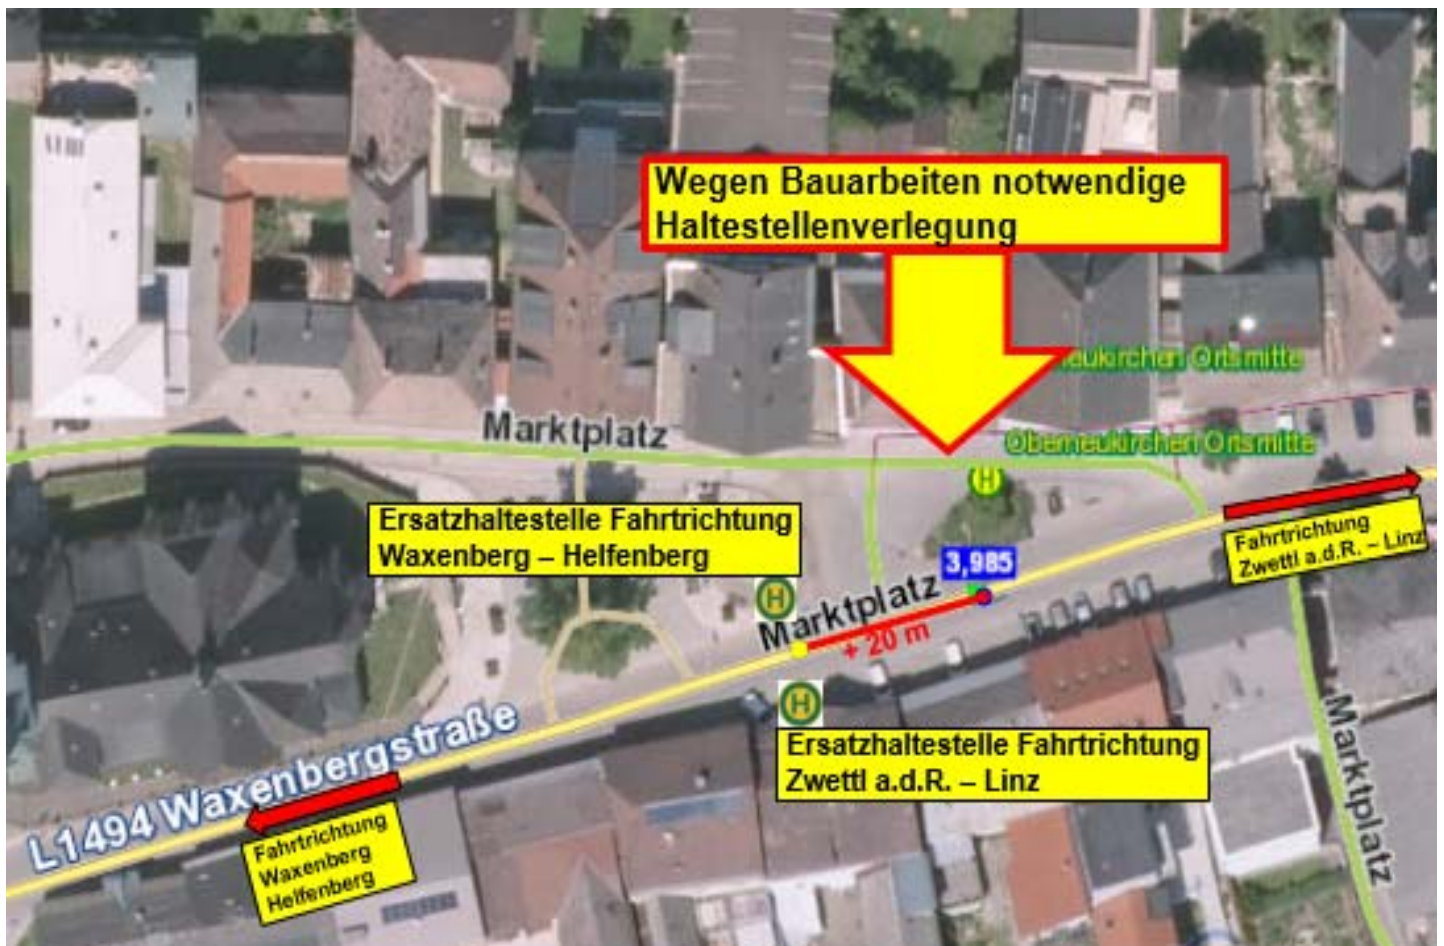 Wegen Bauarbeiten notwendige
Haltestellenverlegung
Ortsmitte
Marktplatz
Oberneukirchen Ortsmitte
H
Ersatzhaltestelle Fahrtrichtung
Waxenberg – Helfenberg
Fahrtrichtung
Zwettl a.d.R. – Linz
3,985
H
Marktplatz
+ 20 m
H
Ersatzhaltestelle Fahrtrichtung
Zwettl a.d.R. – Linz
Marktplatz
L1494 Waxenbergstraße
Fahrtrichtung
Waxenberg
Helfenberg